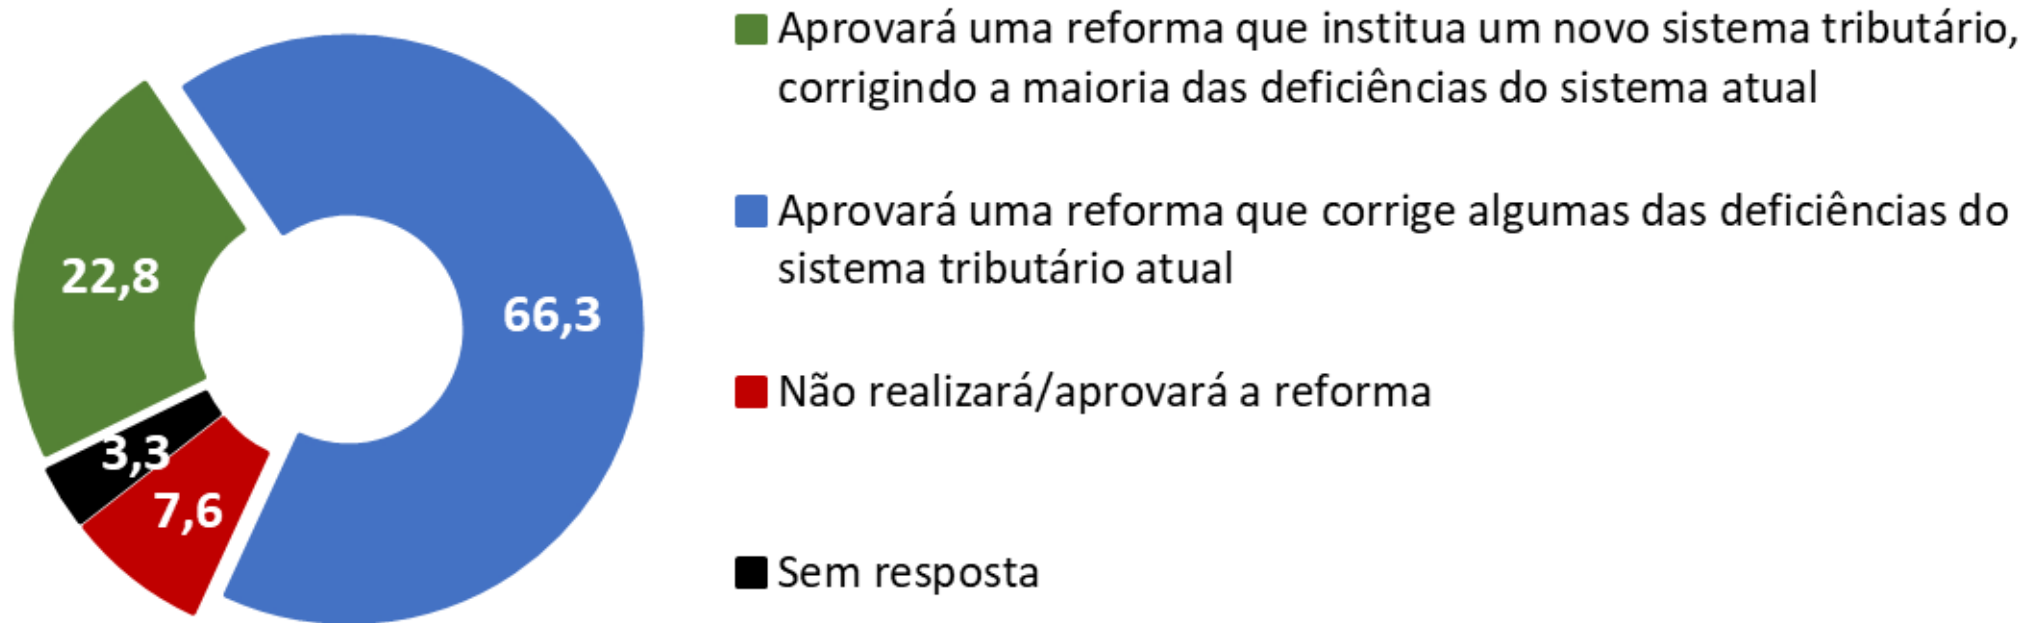 Aprovará uma reforma que institua um novo sistema tributário,
corrigindo a maioria das deficiências do sistema atual
Aprovará uma reforma que corrige algumas das deficiências do
sistema tributário atual
Não realizará/aprovará a reforma
Sem resposta
22,8
66,3
3,3
7,6